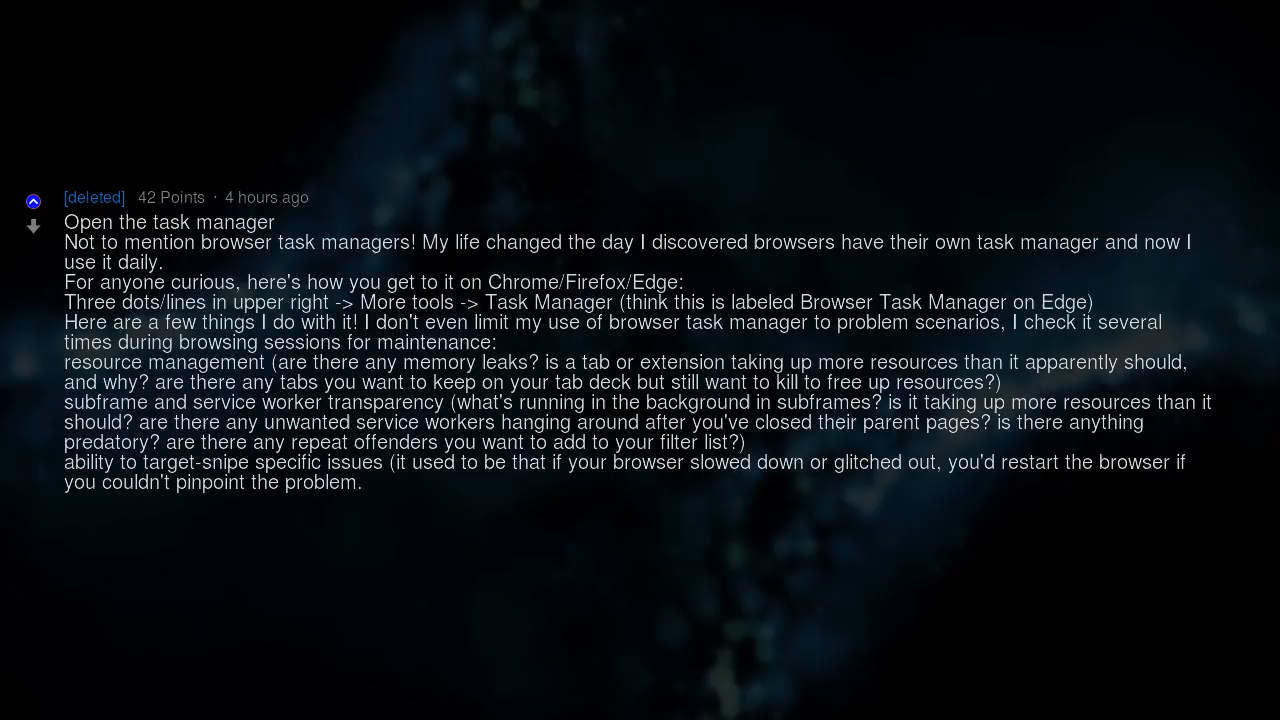 [deleted] 42 Points · 4 hours ago
Open the task manager
Not to mention browser task managers! My life changed the day I discovered browsers have their own task manager and now I
use it daily.
For anyone curious, here's how you get to it on Chrome/Firefox/Edge:
Three dots/lines in upper right -> More tools -> Task Manager (think this is labeled Browser Task Manager on Edge)
Here are a few things I do with it! I don't even limit my use of browser task manager to problem scenarios, I check it several
times during browsing sessions for maintenance:
resource management (are there any memory leaks? is a tab or extension taking up more resources than it apparently should,
and why? are there any tabs you want to keep on your tab deck but still want to kill to free up resources?)
subframe and service worker transparency (what's running in the background in subframes? is it taking up more resources than it
should? are there any unwanted service workers hanging around after you've closed their parent pages? is there anything
predatory? are there any repeat offenders you want to add to your filter list?)
ability to target-snipe specific issues (it used to be that if your browser slowed down or glitched out, you'd restart the browser if
you couldn't pinpoint the problem.